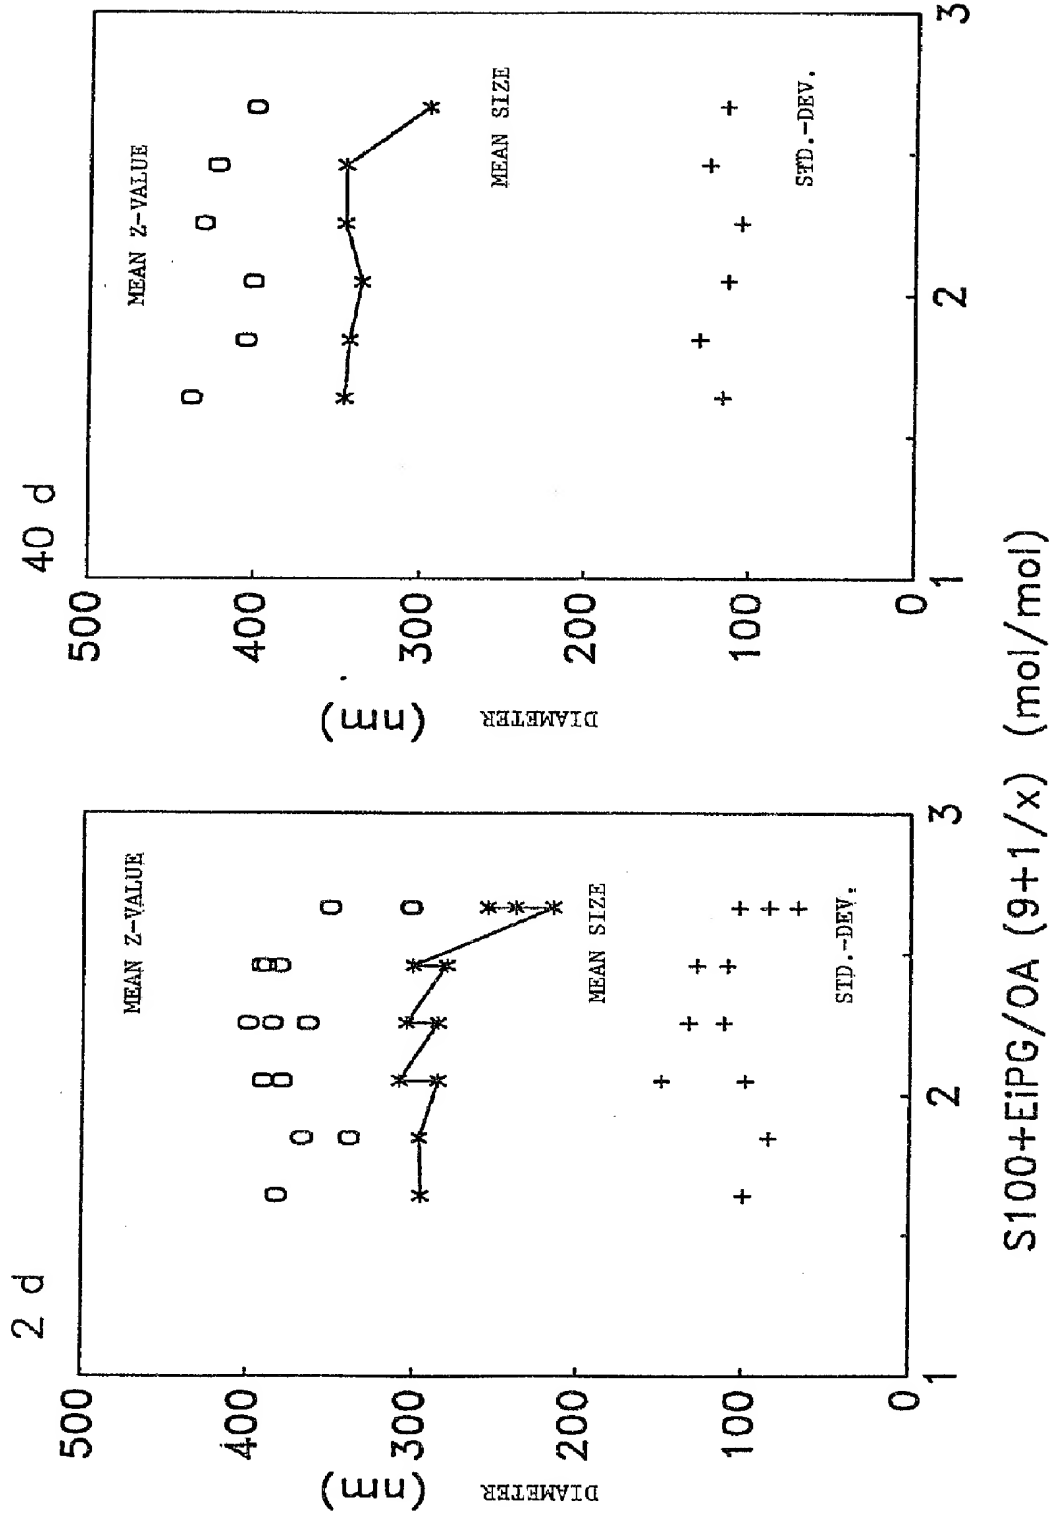 2 d
500
400
300
200
100
0
(nm)
DIAMETER
MEAN Z-VALUE
MEAN SIZE
STD.-DEV.
1
2
3
40 d
500
400
300
200
100
0
(nm)
DIAMETER
MEAN Z-VALUE
MEAN SIZE
STD.-DEV.
1
2
3
S100+EiPG/OA (9+1/x) (mol/mol)